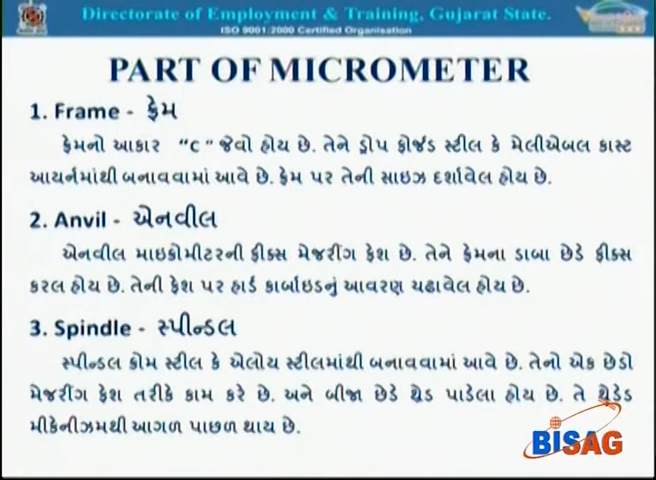 Directorate of Employment & Training, Gujarat State.
ISO 9001:2000 Certified Organisation
PART OF MICROMETER
1. Frame - ફ્રેમ
ફ્રેમનો આકાર "C" જેવો હોય છે. તેને ડ્રોપ ફોર્જડ સ્ટીલ કે મેલીએબલ કાસ્ટ
આયર્નમાંથી બનાવવામાં આવે છે. ફ્રેમ પર તેની સાઇઝ દર્શાવેલ હોય છે.
2. Anvil - એનવીલ
એનવીલ માઇક્રોમીટરની ફીક્સ મેજરીંગ ફેશ છે. તેને ફ્રેમના ડાબા છેડે ફીક્સ
કરલ હોય છે. તેની ફેશ પર હાર્ડ કાર્બાઇડનું આવરણ ચઢાવેલ હોય છે.
3. Spindle - સ્પીન્ડલ
સ્પીન્ડલ ક્રોમ સ્ટીલ કે એલોય સ્ટીલમાંથી બનાવવામાં આવે છે. તેનો એક છેડો
મેજરીંગ ફેશ તરીકે કામ કરે છે. અને બીજા છેડે થ્રેડ પાડેલા હોય છે. તે થ્રેડેડ
મીકેનીઝમથી આગળ પાછળ થાય છે.
BISAG